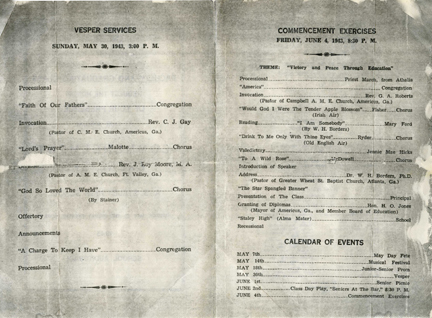 VESPER SERVICES
SUNDAY, MAY 30, 1943, 3:00 P. M.
Processional
"Faith Of Our Fathers" Congregation
Invocation Rev. C. J. Gay
(Pastor of C. M. E. Church, Americus, Ga.)
"Lord's Prayer" Malotte Chorus
Rev. J. Roy Moore, M. A.
(Pastor of A. M. E. Church, Ft. Valley, Ga.)
"God So Loved The World" Chorus
(By Stainer)
Offertory
Announcements
"A Charge To Keep I Have" Congregation
Processional
COMMENCEMENT EXERCISES
FRIDAY, JUNE 4, 1943, 8:30 P. M.
THEME: "Victory and Peace Through Education"
Processional Priest March, from Athalia
"America" Congregation
Invocation Rev. G. A. Roberts
(Pastor of Campbell A. M. E. Church, Americus, Ga.)
"Would God I Were The Tender Apple Blossom" Fisher Chorus
(Irish Air)
Reading "I Am Somebody" Mary Ford
(By W. H. Borders)
"Drink To Me Only With Thine Eyes" Ryder Chorus
(Old English Air)
Valedictory Jennie Mae Hicks
"To A Wild Rose" McDowell Chorus
Introduction of Speaker
Address Dr. W. H. Borders, Ph.D.
(Pastor of Greater Wheat St. Baptist Church, Atlanta, Ga.)
"The Star Spangled Banner"
Presentation of The Class Principal
Granting of Diplomas Hon. H. O. Jones
(Mayor of Americus, Ga., and Member Board of Education)
"Staley High" (Alma Mater) School
Recessional
CALENDAR OF EVENTS
MAY 7th May Day Fete
MAY 14th Musical Festival
MAY 28th Junior-Senior Prom
MAY 30th Vesper
JUNE 1st Senior Picnic
JUNE 2nd Class Day Play, "Seniors At The Bar," 8:30 P. M.
JUNE 4th Commencement Exercises